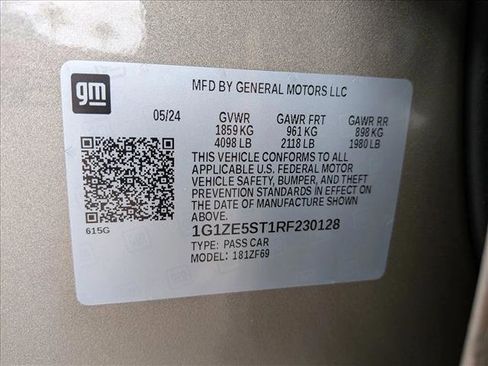 gm
MFD BY GENERAL MOTORS LLC
05/24 GVWR GAWR FRT GAWR RR
1859 KG 961 KG 898 KG
4098 LB 2118 LB 1980 LB
THIS VEHICLE CONFORMS TO ALL
APPLICABLE U.S. FEDERAL MOTOR
VEHICLE SAFETY, BUMPER, AND THEFT
PREVENTION STANDARDS IN EFFECT ON
THE DATE OF MANUFACTURE SHOWN
ABOVE.
615G
1G1ZE5ST1RF230128
TYPE: PASS CAR
MODEL: 181ZF69